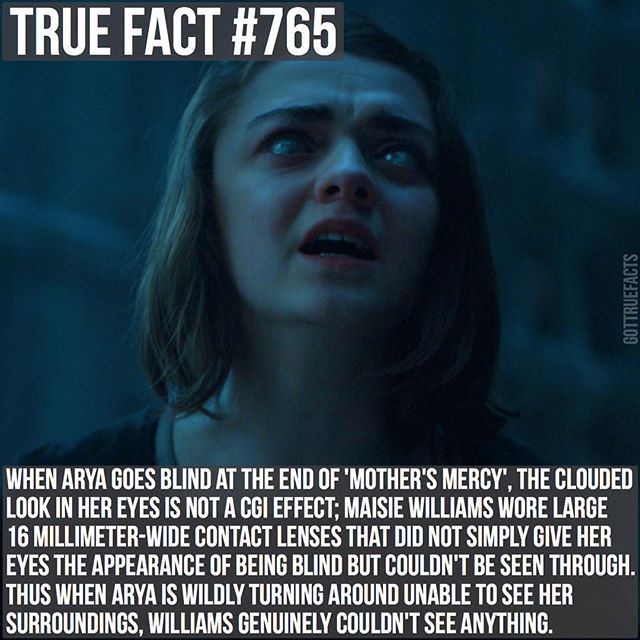 TRUE FACT #765
GOTTRUEFACTS
WHEN ARYA GOES BLIND AT THE END OF 'MOTHER'S MERCY', THE CLOUDED
LOOK IN HER EYES IS NOT A CGI EFFECT; MAISIE WILLIAMS WORE LARGE
16 MILLIMETER-WIDE CONTACT LENSES THAT DID NOT SIMPLY GIVE HER
EYES THE APPEARANCE OF BEING BLIND BUT COULDN'T BE SEEN THROUGH.
THUS WHEN ARYA IS WILDLY TURNING AROUND UNABLE TO SEE HER
SURROUNDINGS, WILLIAMS GENUINELY COULDN'T SEE ANYTHING.